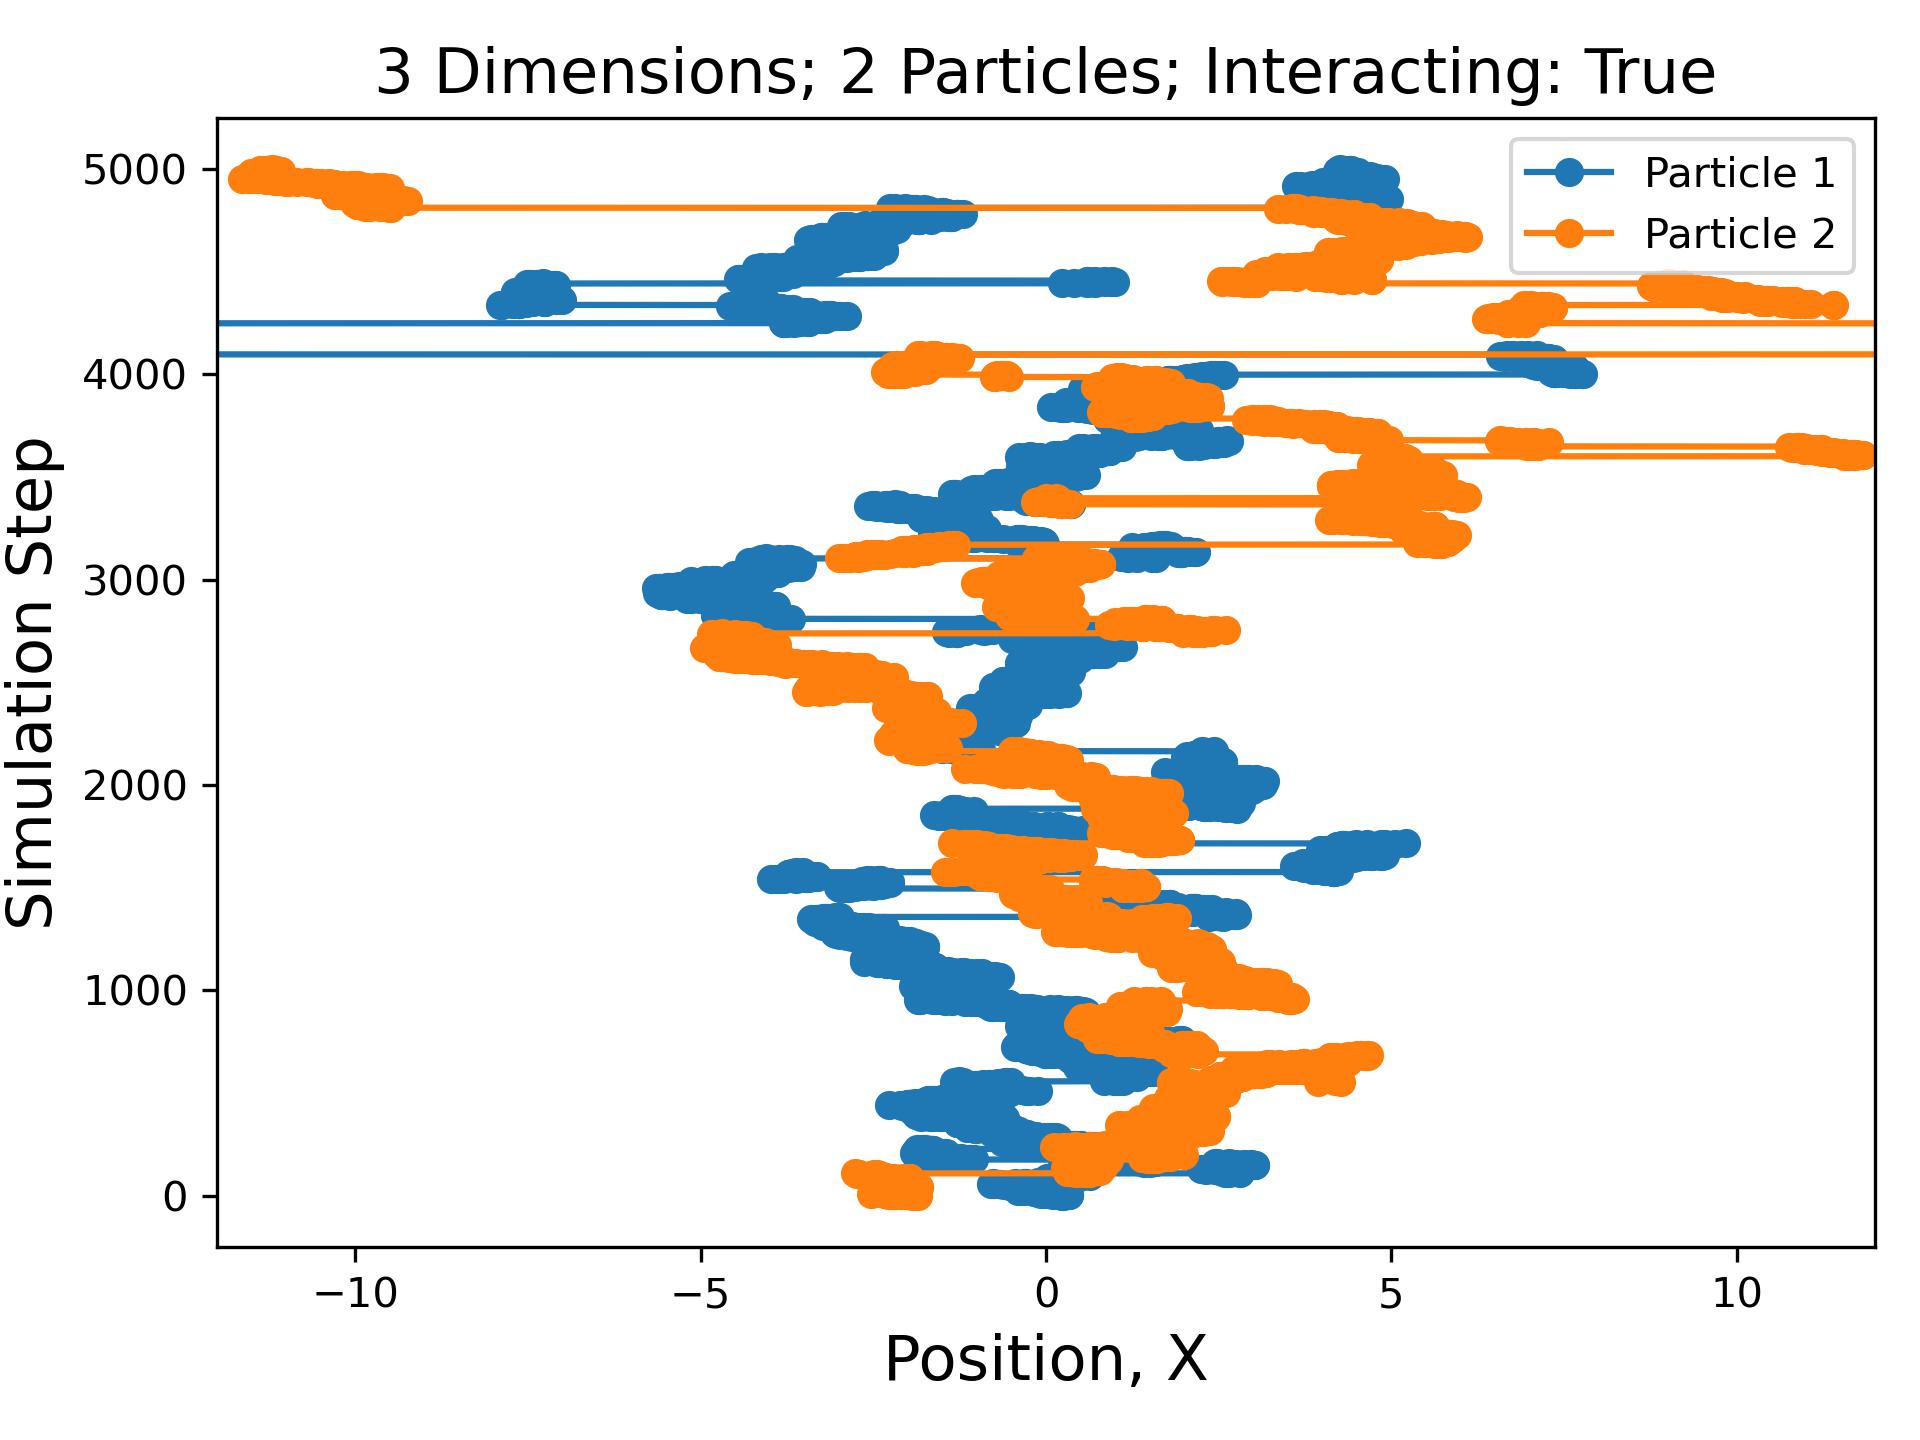 3 Dimensions; 2 Particles; Interacting: True
Particle 1
Particle 2
Simulation Step
5000
4000
3000
2000
1000
0
−10
−5
0
5
10
Position, X